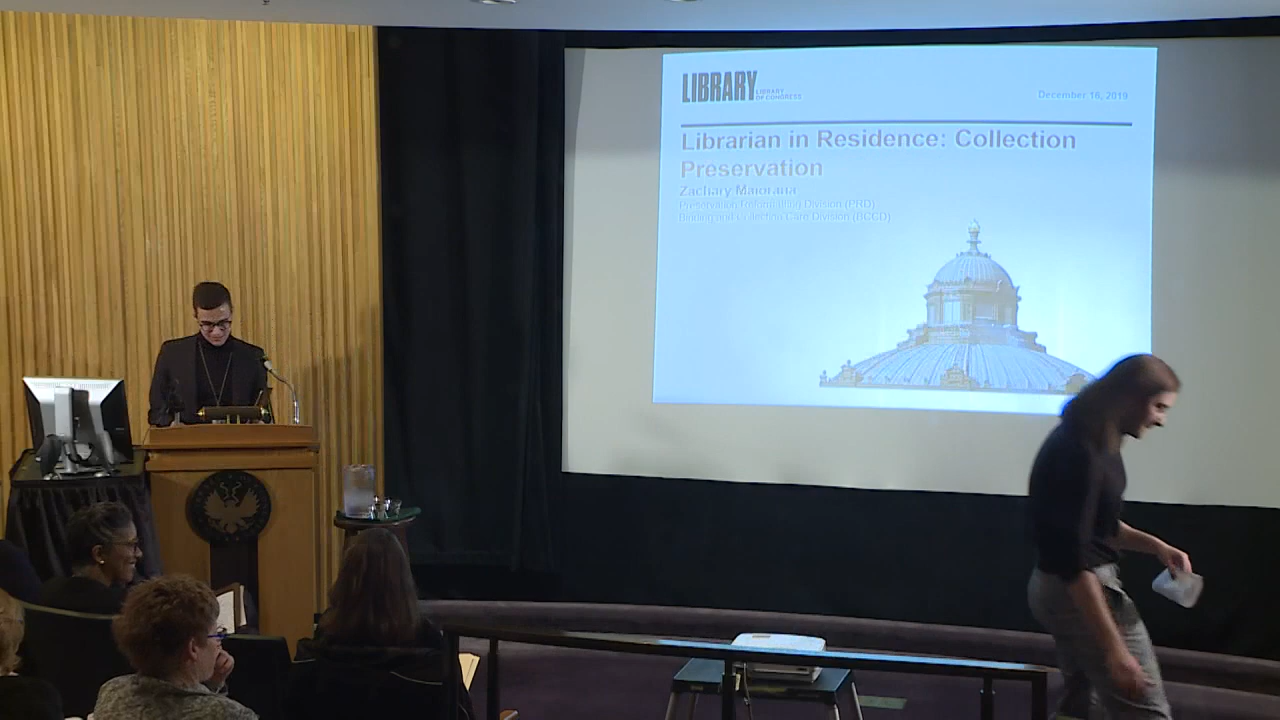 LIBRARY
LIBRARY
OF CONGRESS
December 16, 2019
Librarian in Residence: Collection
Preservation
Zachary Maiorana
Preservation Reformatting Division (PRD)
Binding and Collection Care Division (BCCD)